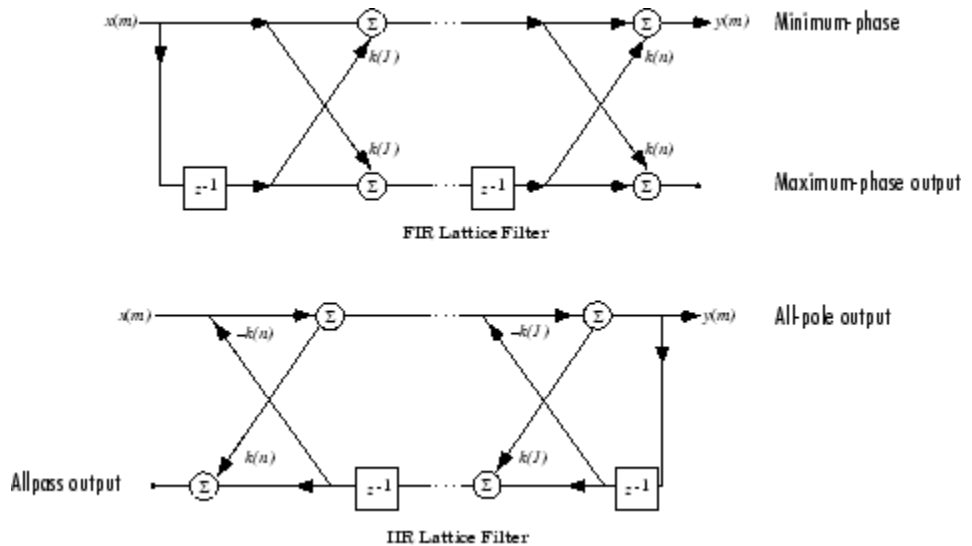 x(m) Σ Σ y(m) Minimum-phase
k(1) k(n)
k(1) k(n)
z-1 Σ z-1 Σ Maximum-phase output
FIR Lattice Filter
x(m) Σ Σ y(m) All-pole output
–k(n) –k(1)
k(n) k(1)
Allpass output Σ z-1 Σ z-1
IIR Lattice Filter